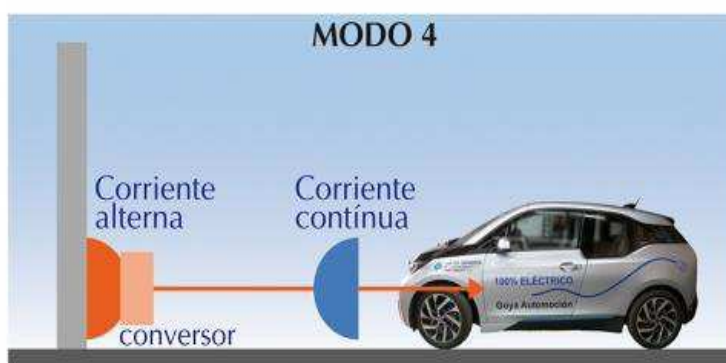 MODO 4
Corriente
alterna
Corriente
contínua
conversor
100% ELÉCTRICO
Goya Automoción